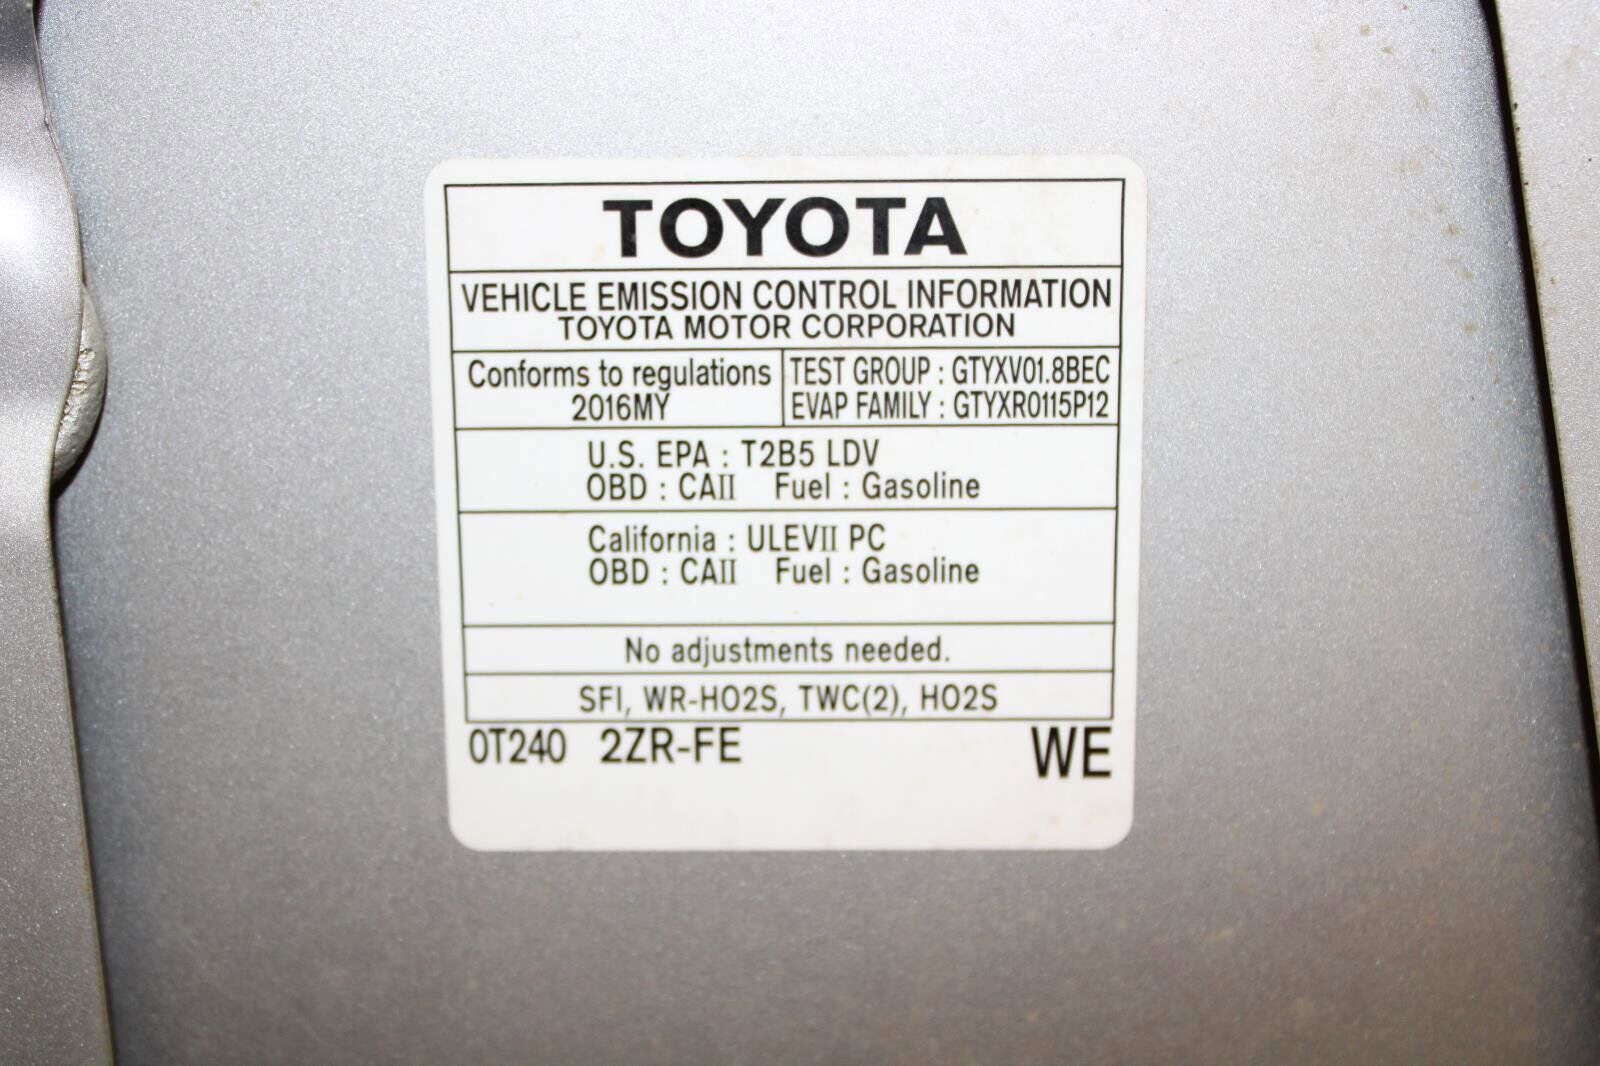 TOYOTA
VEHICLE EMISSION CONTROL INFORMATION
TOYOTA MOTOR CORPORATION
Conforms to regulations
2016MY
TEST GROUP : GTYXV01.8BEC
EVAP FAMILY : GTYXR0115P12
U.S. EPA : T2B5 LDV
OBD : CAII Fuel : Gasoline
California : ULEVII PC
OBD : CAII Fuel : Gasoline
No adjustments needed.
SFI, WR-HO2S, TWC(2), HO2S
0T240 2ZR-FE WE